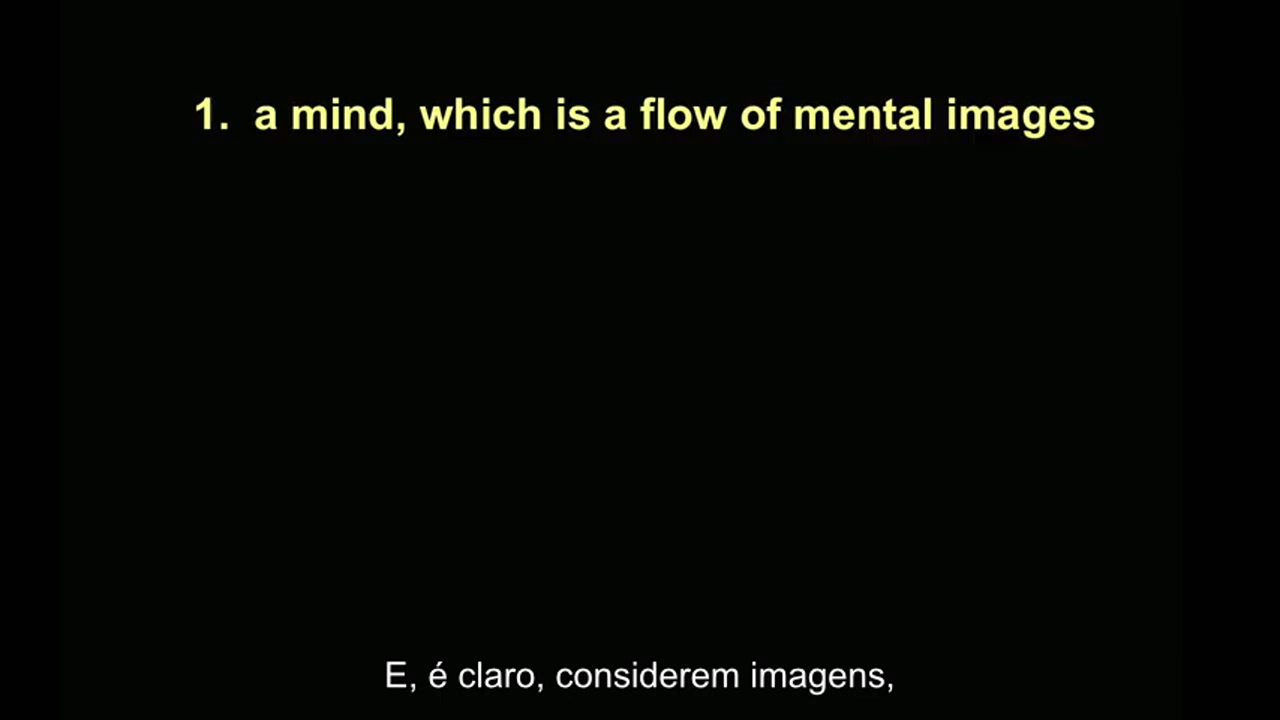 1. a mind, which is a flow of mental images
E, é claro, considerem imagens,